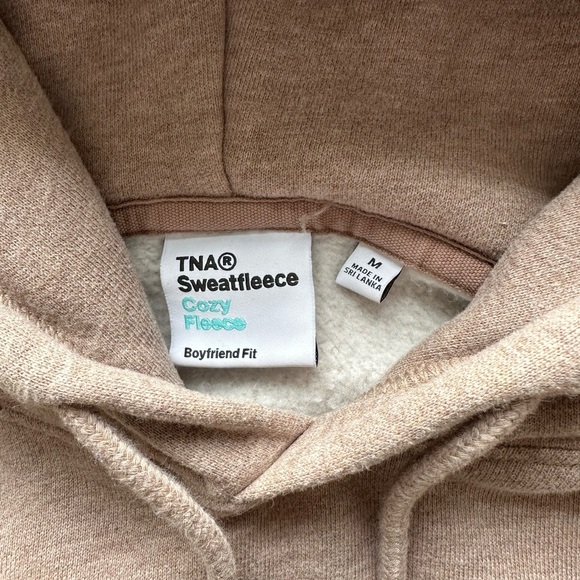 TNA®
Sweatfleece
Cozy
Fleece
Boyfriend Fit
M
MADE IN
SRI LANKA